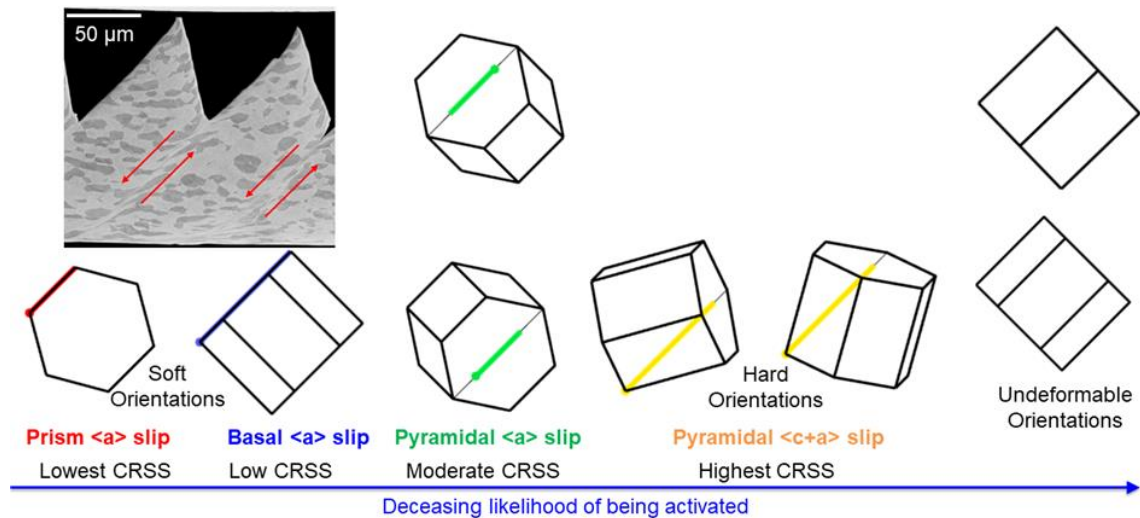 50 µm
Soft
Orientations
Hard
Orientations
Undeformable
Orientations
Prism <a> slip
Basal <a> slip
Pyramidal <a> slip
Pyramidal <c+a> slip
Lowest CRSS
Low CRSS
Moderate CRSS
Highest CRSS
Deceasing likelihood of being activated